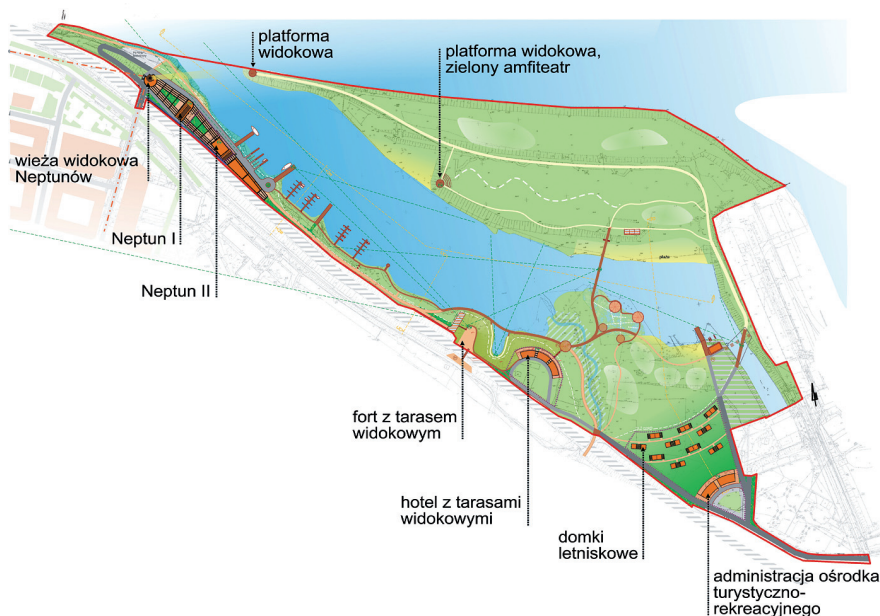 platforma
widokowa
platforma widokowa,
zielony amfiteatr
wieża widokowa
Neptunów
Neptun I
Neptun II
fort z tarasem
widokowym
hotel z tarasami
widokowymi
domki
letniskowe
administracja ośrodka
turystyczno-
rekreacyjnego